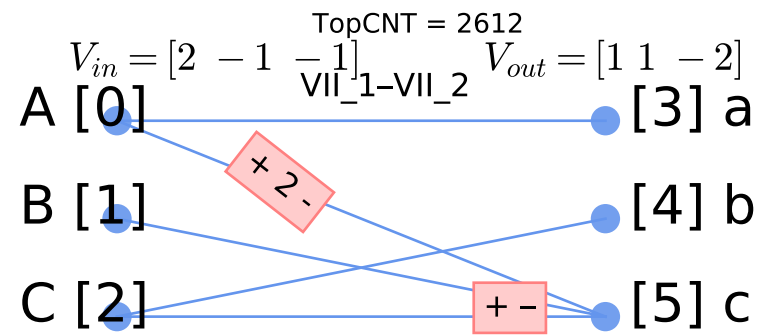 TopCNT = 2612
V_in = [2 −1 −1] V_out = [1 1 −2]
VII_1–VII_2
A [0] [3] a
+ 2 -
B [1] [4] b
C [2] + – [5] c